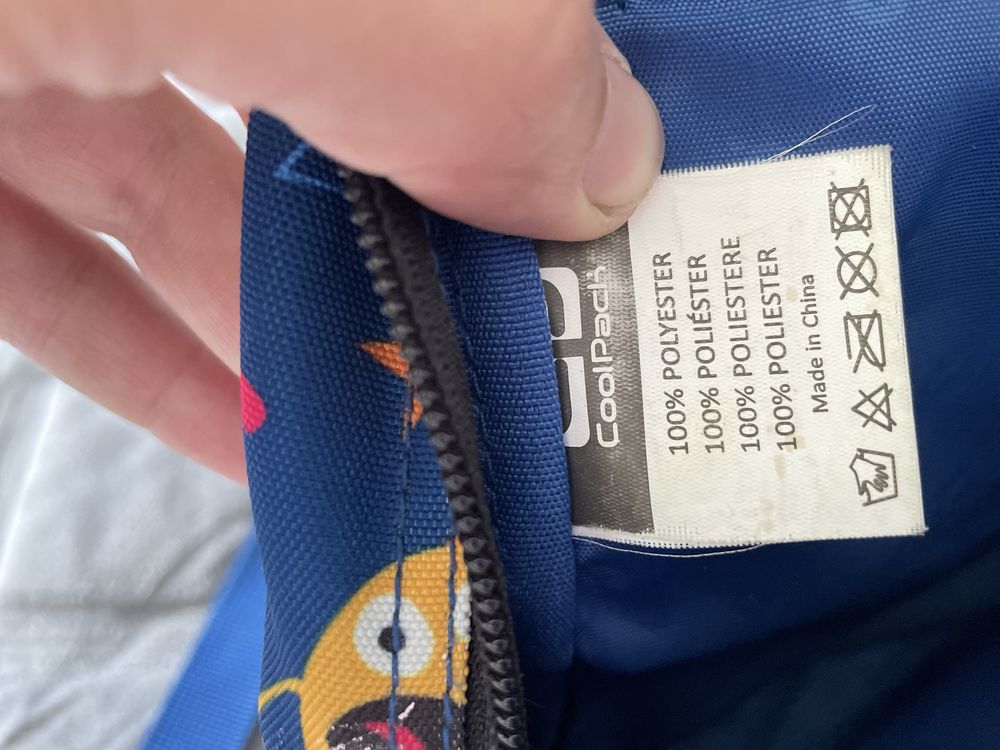 CoolPack
100% POLYESTER
100% POLIÉSTER
100% POLIESTERE
100% POLIESTER
Made in China